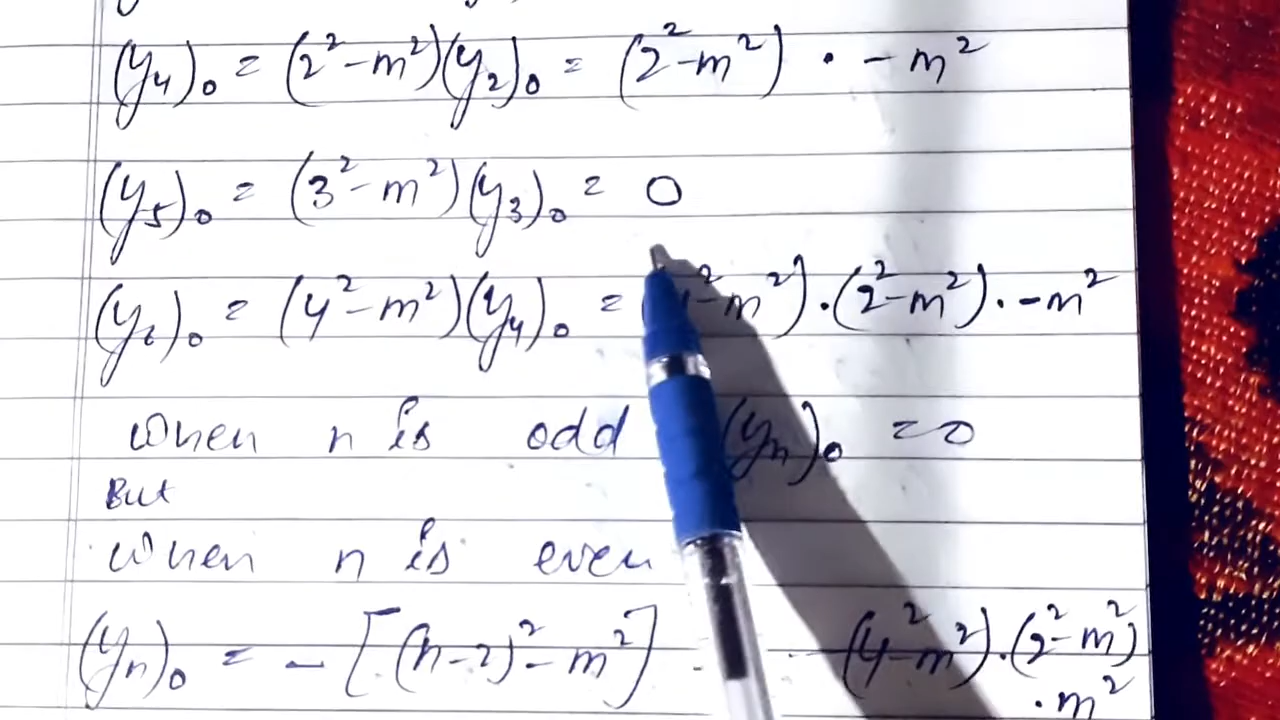 (y₄)₀ = (2²-m²)(y₂)₀ = (2²-m²) · -m²
(y₅)₀ = (3²-m²)(y₃)₀ = 0
(y₆)₀ = (4²-m²)(y₄)₀ = (4²-m²)·(2²-m²)·-m²
when n is odd (yₙ)₀ = 0
But
when n is even
(yₙ)₀ = -[(n-2)²-m²] - - (4²-m²)·(2²-m²)
·m²